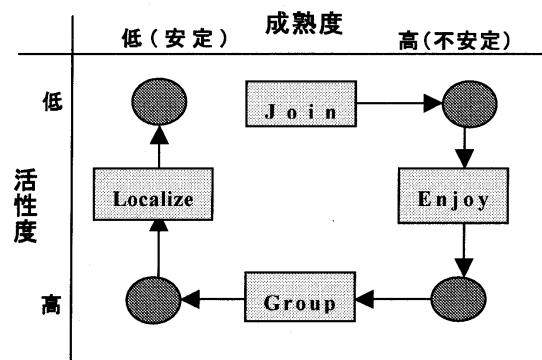 成熟度
低(安定)
高(不安定)
低
Join
活性度
Localize
Enjoy
高
Group